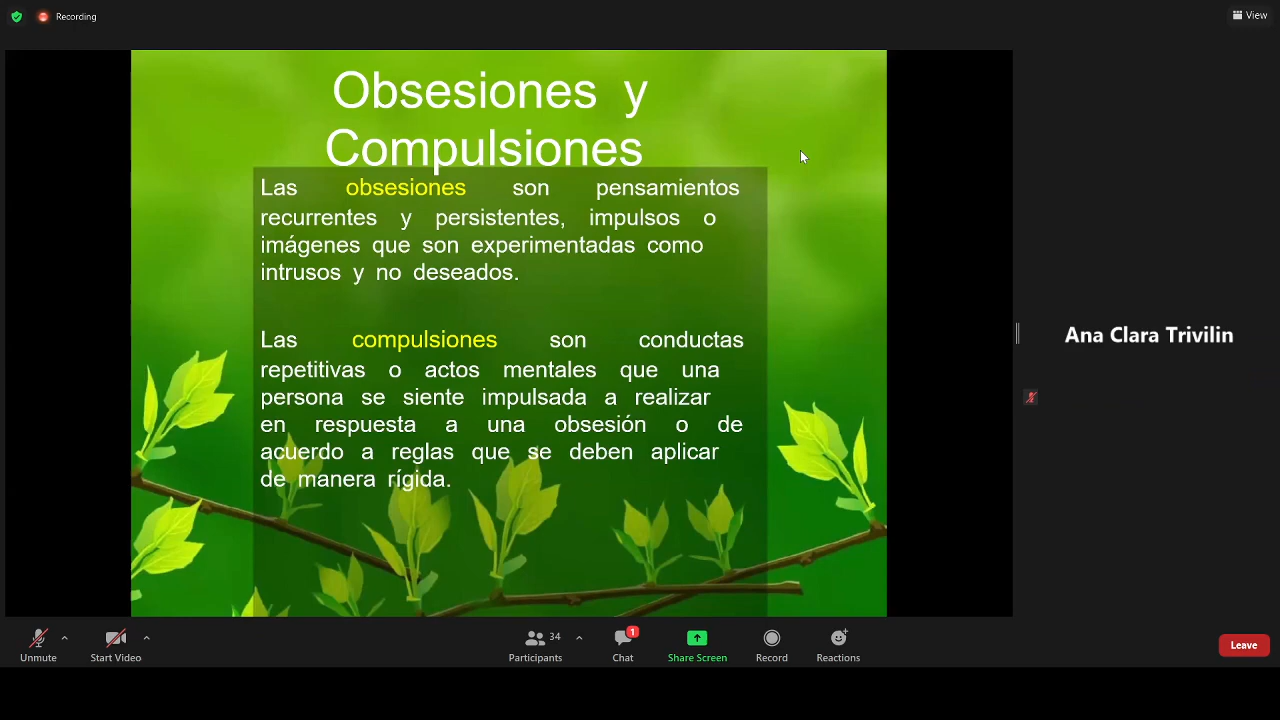 Recording
View
Obsesiones y
Compulsiones
Las obsesiones son pensamientos
recurrentes y persistentes, impulsos o
imágenes que son experimentadas como
intrusos y no deseados.
Las compulsiones son conductas
repetitivas o actos mentales que una
persona se siente impulsada a realizar
en respuesta a una obsesión o de
acuerdo a reglas que se deben aplicar
de manera rígida.
Ana Clara Trivilin
Unmute
Start Video
34
Participants
1
Chat
Share Screen
Record
Reactions
Leave